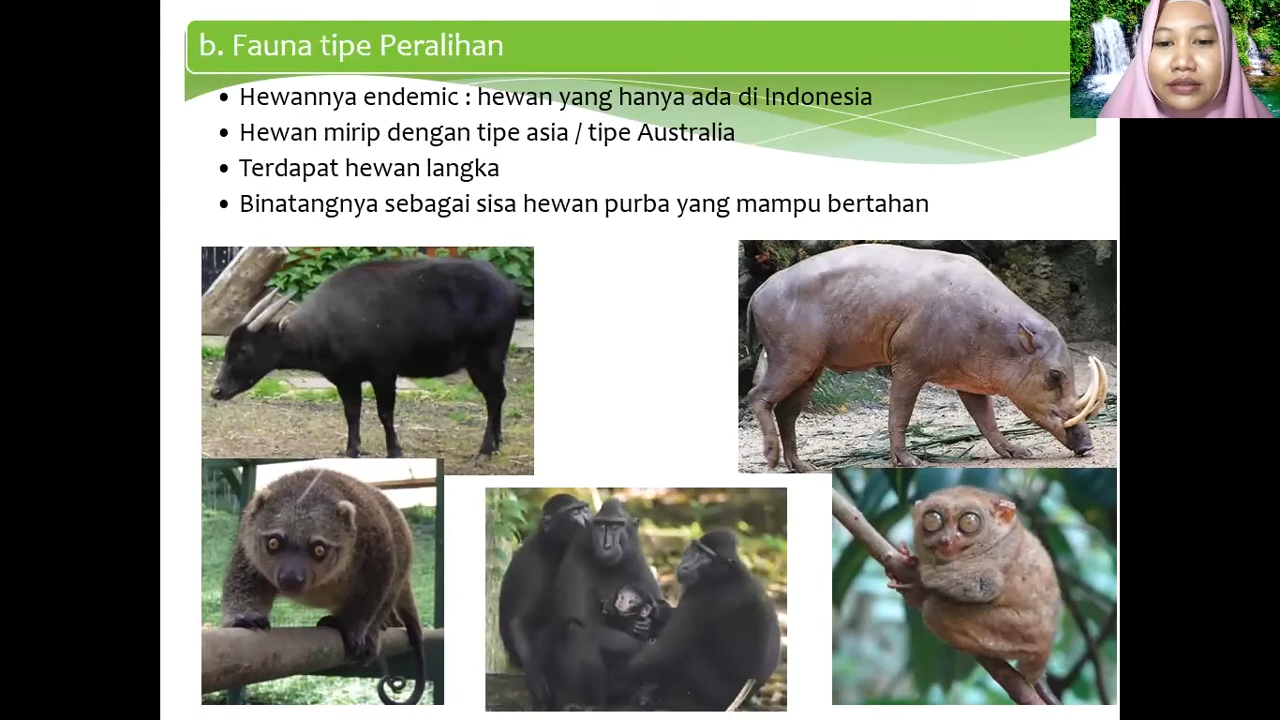 b. Fauna tipe Peralihan
• Hewannya endemic : hewan yang hanya ada di Indonesia
• Hewan mirip dengan tipe asia / tipe Australia
• Terdapat hewan langka
• Binatangnya sebagai sisa hewan purba yang mampu bertahan